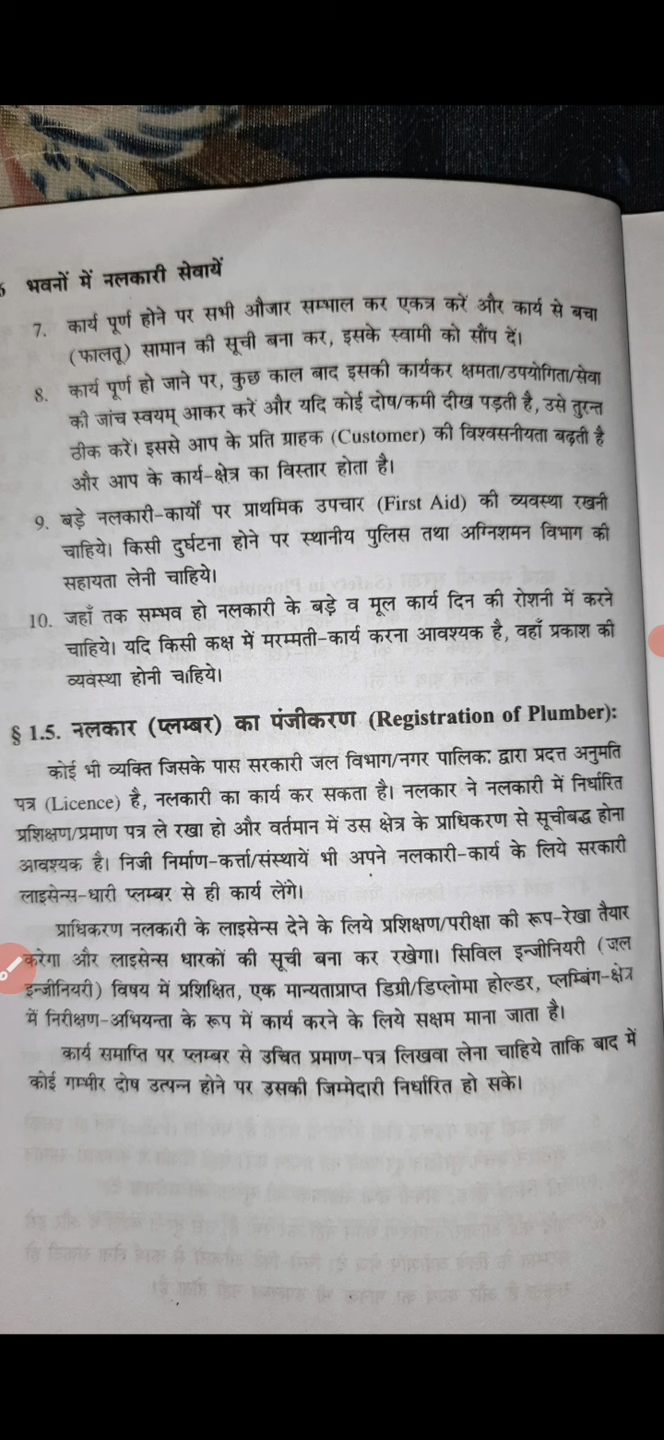 6 भवनों में नलकारी सेवायें
7. कार्य पूर्ण होने पर सभी औजार सम्भाल कर एकत्र करें और कार्य से बचा
(फालतू) सामान की सूची बना कर, इसके स्वामी को सौंप दें।
8. कार्य पूर्ण हो जाने पर, कुछ काल बाद इसकी कार्यकर क्षमता/उपयोगिता/सेवा
की जांच स्वयम् आकर करें और यदि कोई दोष/कमी दीख पड़ती है, उसे तुरन्त
ठीक करें। इससे आप के प्रति ग्राहक (Customer) की विश्वसनीयता बढ़ती है
और आप के कार्य-क्षेत्र का विस्तार होता है।
9. बड़े नलकारी-कार्यों पर प्राथमिक उपचार (First Aid) की व्यवस्था रखनी
चाहिये। किसी दुर्घटना होने पर स्थानीय पुलिस तथा अग्निशमन विभाग की
सहायता लेनी चाहिये।
10. जहाँ तक सम्भव हो नलकारी के बड़े व मूल कार्य दिन की रोशनी में करने
चाहिये। यदि किसी कक्ष में मरम्मती-कार्य करना आवश्यक है, वहाँ प्रकाश की
व्यवस्था होनी चाहिये।
§ 1.5. नलकार (प्लम्बर) का पंजीकरण (Registration of Plumber):
कोई भी व्यक्ति जिसके पास सरकारी जल विभाग/नगर पालिका द्वारा प्रदत्त अनुमति
पत्र (Licence) है, नलकारी का कार्य कर सकता है। नलकार ने नलकारी में निर्धारित
प्रशिक्षण/प्रमाण पत्र ले रखा हो और वर्तमान में उस क्षेत्र के प्राधिकरण से सूचीबद्ध होना
आवश्यक है। निजी निर्माण-कर्त्ता/संस्थायें भी अपने नलकारी-कार्य के लिये सरकारी
लाइसेन्स-धारी प्लम्बर से ही कार्य लेंगे।
प्राधिकरण नलकारी के लाइसेन्स देने के लिये प्रशिक्षण/परीक्षा की रूप-रेखा तैयार
करेगा और लाइसेन्स धारकों की सूची बना कर रखेगा। सिविल इन्जीनियरी (जल
इन्जीनियरी) विषय में प्रशिक्षित, एक मान्यताप्राप्त डिग्री/डिप्लोमा होल्डर, प्लम्बिंग-क्षेत्र
में निरीक्षण-अभियन्ता के रूप में कार्य करने के लिये सक्षम माना जाता है।
कार्य समाप्ति पर प्लम्बर से उचित प्रमाण-पत्र लिखवा लेना चाहिये ताकि बाद में
कोई गम्भीर दोष उत्पन्न होने पर उसकी जिम्मेदारी निर्धारित हो सके।